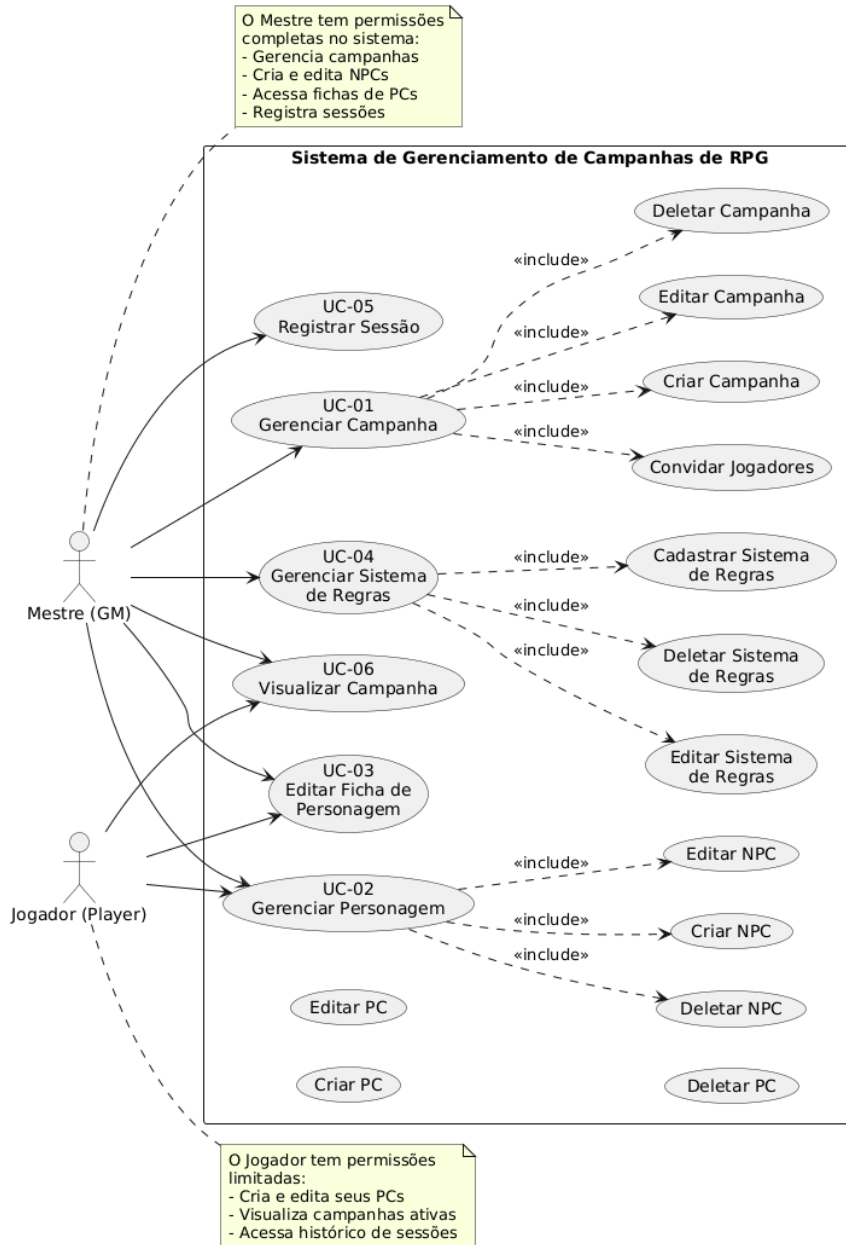 O Mestre tem permissões
completas no sistema:
- Gerencia campanhas
- Cria e edita NPCs
- Acessa fichas de PCs
- Registra sessões
Sistema de Gerenciamento de Campanhas de RPG
Deletar Campanha
«include»
Editar Campanha
UC-05
Registrar Sessão
«include»
Criar Campanha
«include»
UC-01
Gerenciar Campanha
«include»
Convidar Jogadores
UC-04
Gerenciar Sistema
de Regras
«include»
Cadastrar Sistema
de Regras
Mestre (GM)
«include»
Deletar Sistema
de Regras
«include»
UC-06
Visualizar Campanha
Editar Sistema
de Regras
UC-03
Editar Ficha de
Personagem
Editar NPC
«include»
UC-02
Gerenciar Personagem
Jogador (Player)
«include»
Criar NPC
«include»
Editar PC
Deletar NPC
Criar PC
Deletar PC
O Jogador tem permissões
limitadas:
- Cria e edita seus PCs
- Visualiza campanhas ativas
- Acessa histórico de sessões